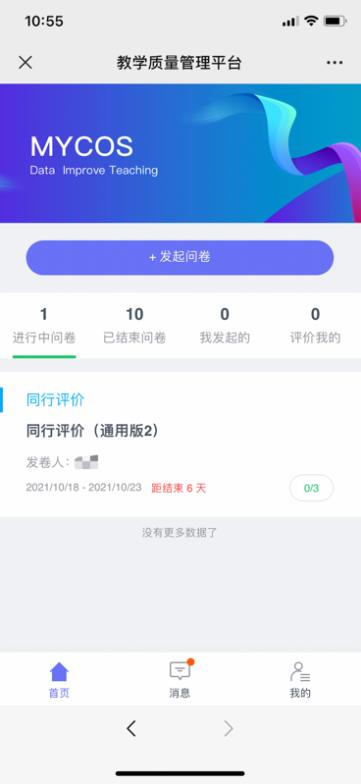 10:55
教学质量管理平台
MYCOS
Data Improve Teaching
+ 发起问卷
1 10 0 0
进行中问卷 已结束问卷 我发起的 评价我的
同行评价
同行评价（通用版2）
发卷人：
2021/10/18 - 2021/10/23 距结束 6 天 0/3
没有更多数据了
首页 消息 我的